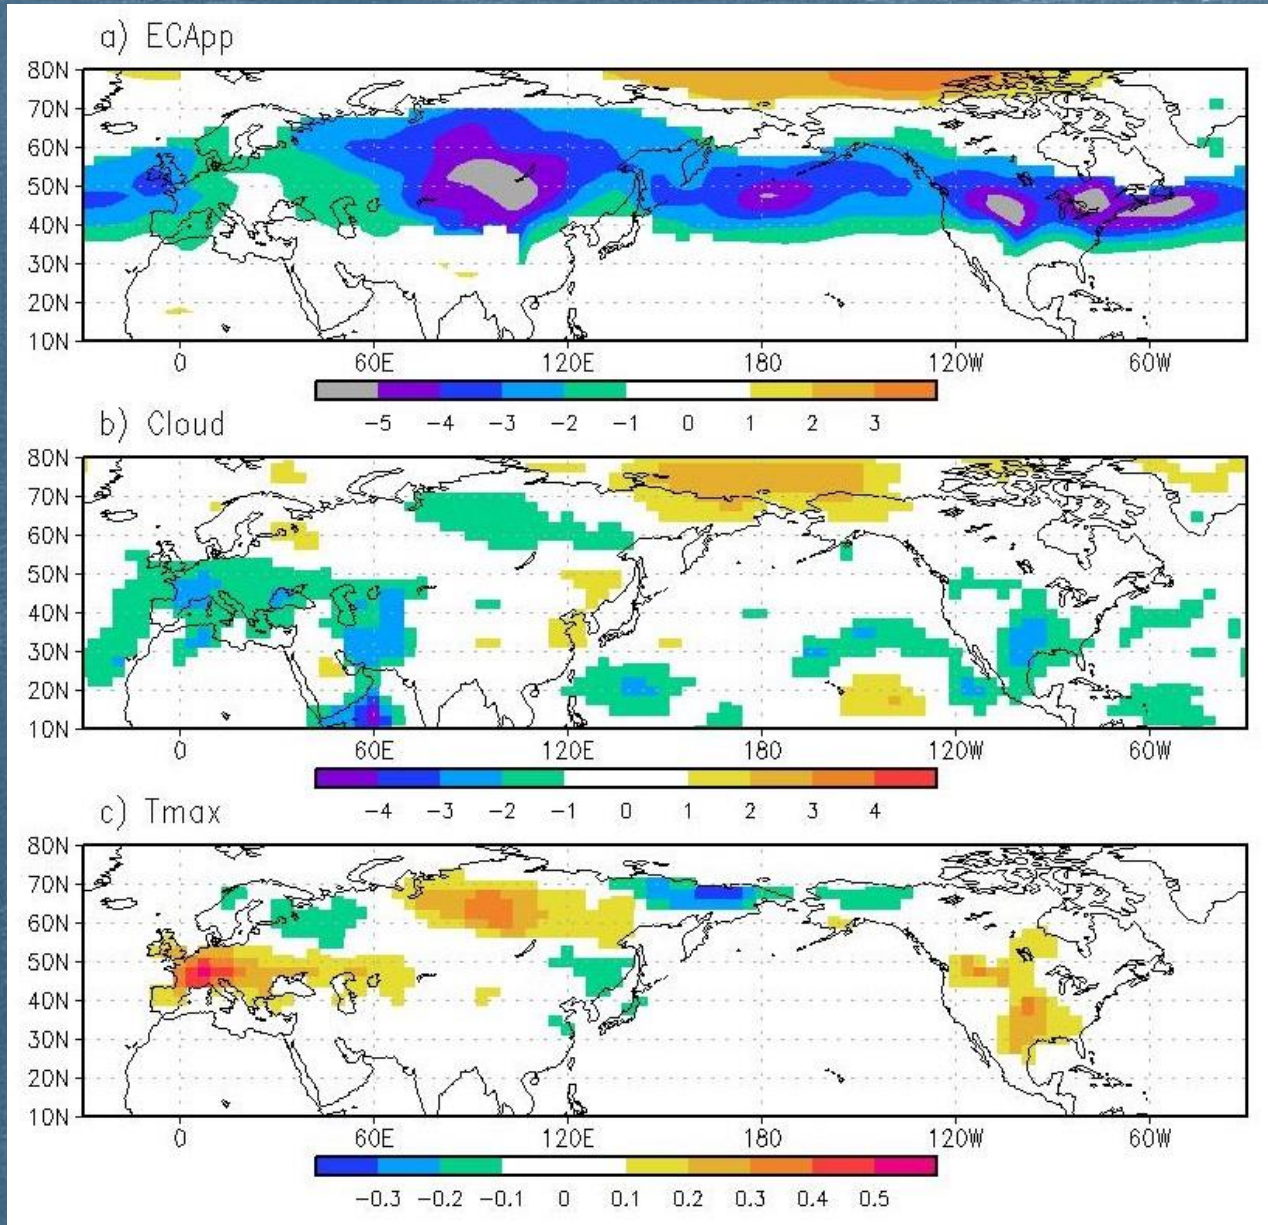 a) ECApp
80N
70N
60N
50N
40N
30N
20N
10N
0 60E 120E 180 120W 60W
-5 -4 -3 -2 -1 0 1 2 3
b) Cloud
80N
70N
60N
50N
40N
30N
20N
10N
0 60E 120E 180 120W 60W
-4 -3 -2 -1 0 1 2 3 4
c) Tmax
80N
70N
60N
50N
40N
30N
20N
10N
0 60E 120E 180 120W 60W
-0.3 -0.2 -0.1 0 0.1 0.2 0.3 0.4 0.5